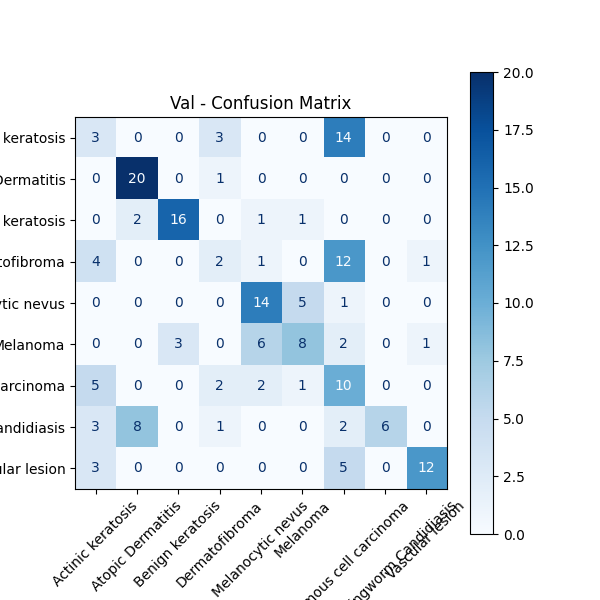 Val - Confusion Matrix
keratosis 3 0 0 3 0 0 14 0 0
Dermatitis 0 20 0 1 0 0 0 0 0
keratosis 0 2 16 0 1 1 0 0 0
tofibroma 4 0 0 2 1 0 12 0 1
tic nevus 0 0 0 0 14 5 1 0 0
Melanoma 0 0 3 0 6 8 2 0 1
arcinoma 5 0 0 2 2 1 10 0 0
andidiasis 3 8 0 1 0 0 2 6 0
ular lesion 3 0 0 0 0 0 5 0 12
Actinic keratosis
Atopic Dermatitis
Benign keratosis
Dermatofibroma
Melanocytic nevus
Melanoma
mous cell carcinoma
ngworm Candidiasis
Vascular lesion
20.0
17.5
15.0
12.5
10.0
7.5
5.0
2.5
0.0